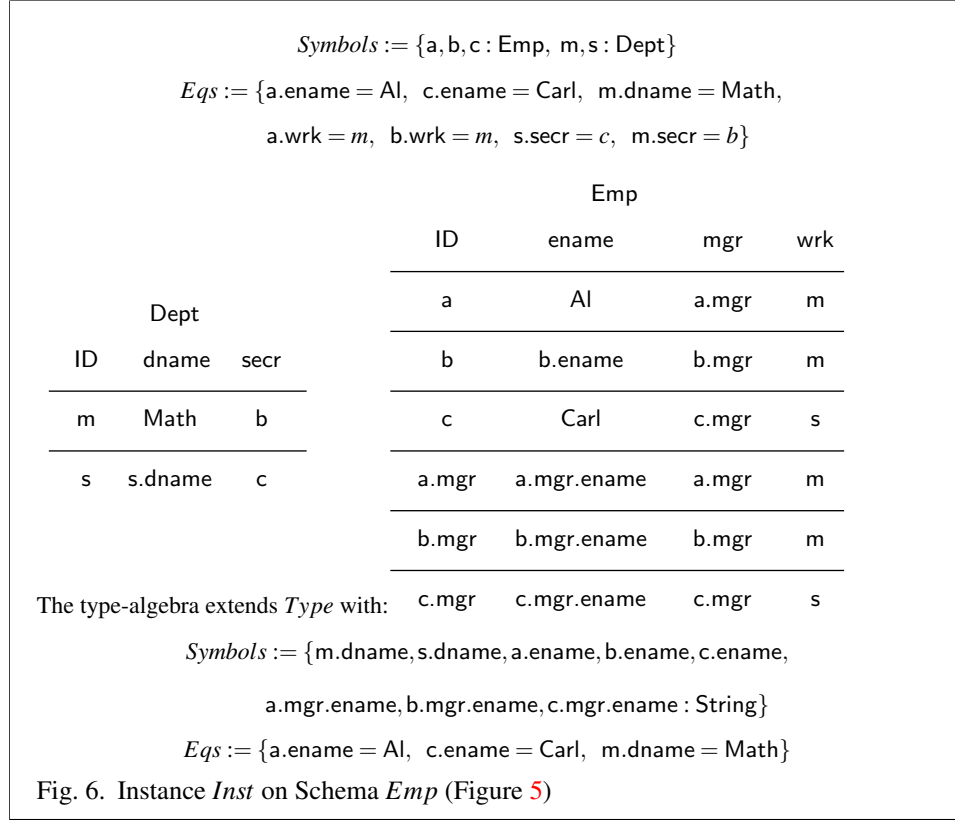 Symbols := {a, b, c : Emp, m, s : Dept}
Eqs := {a.ename = Al, c.ename = Carl, m.dname = Math,
a.wrk = m, b.wrk = m, s.secr = c, m.secr = b}
Dept
ID dname secr
m Math b
s s.dname c
Emp
ID ename mgr wrk
a Al a.mgr m
b b.ename b.mgr m
c Carl c.mgr s
a.mgr a.mgr.ename a.mgr m
b.mgr b.mgr.ename b.mgr m
c.mgr c.mgr.ename c.mgr s
The type-algebra extends Type with:
Symbols := {m.dname, s.dname, a.ename, b.ename, c.ename,
a.mgr.ename, b.mgr.ename, c.mgr.ename : String}
Eqs := {a.ename = Al, c.ename = Carl, m.dname = Math}
Fig. 6. Instance Inst on Schema Emp (Figure 5)